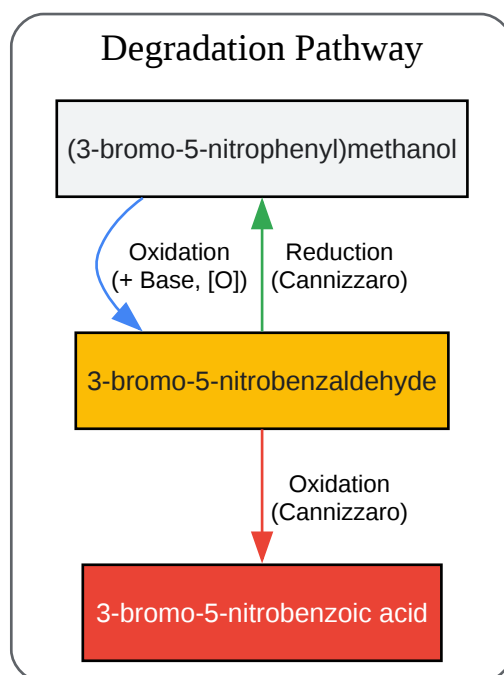 Degradation Pathway
(3-bromo-5-nitrophenyl)methanol
Oxidation
(+ Base, [O])
Reduction
(Cannizzaro)
3-bromo-5-nitrobenzaldehyde
Oxidation
(Cannizzaro)
3-bromo-5-nitrobenzoic acid